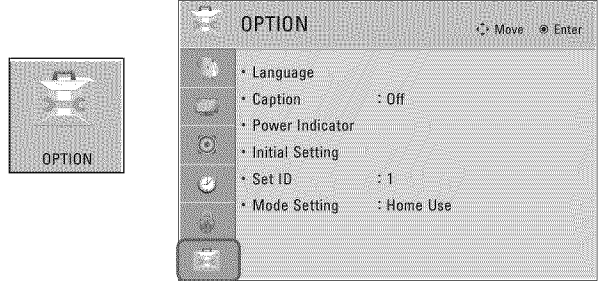 OPTION
OPTION Move Enter
• Language
• Caption : Off
• Power Indicator
• Initial Setting
• Set ID : 1
• Mode Setting : Home Use